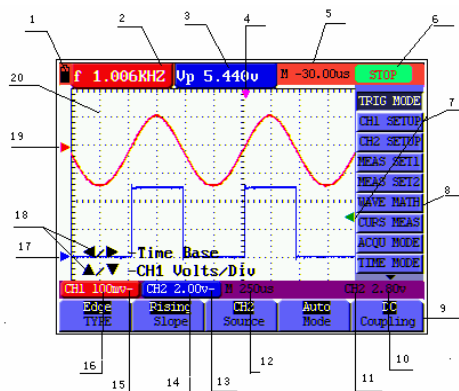 1 2 3 4 5 6
f 1.006KHZ Vp 5.440v M -30.00us STOP
20
TRIG MODE
CH1 SETUP
7
CH2 SETUP
19
MEAS SET1
MEAS SET2
WAVE MATH
8
18
CURS MEAS
17
-Time Base
ACQU MODE
-CH1 Volts/Div
TIME MODE
CH1 100mv- CH2 2.00v- M 250us CH2 2.80v
Edge Rising CH2 Auto DC
TYPE Slope Source Mode Coupling
9
16 15 14 13 12 11 10